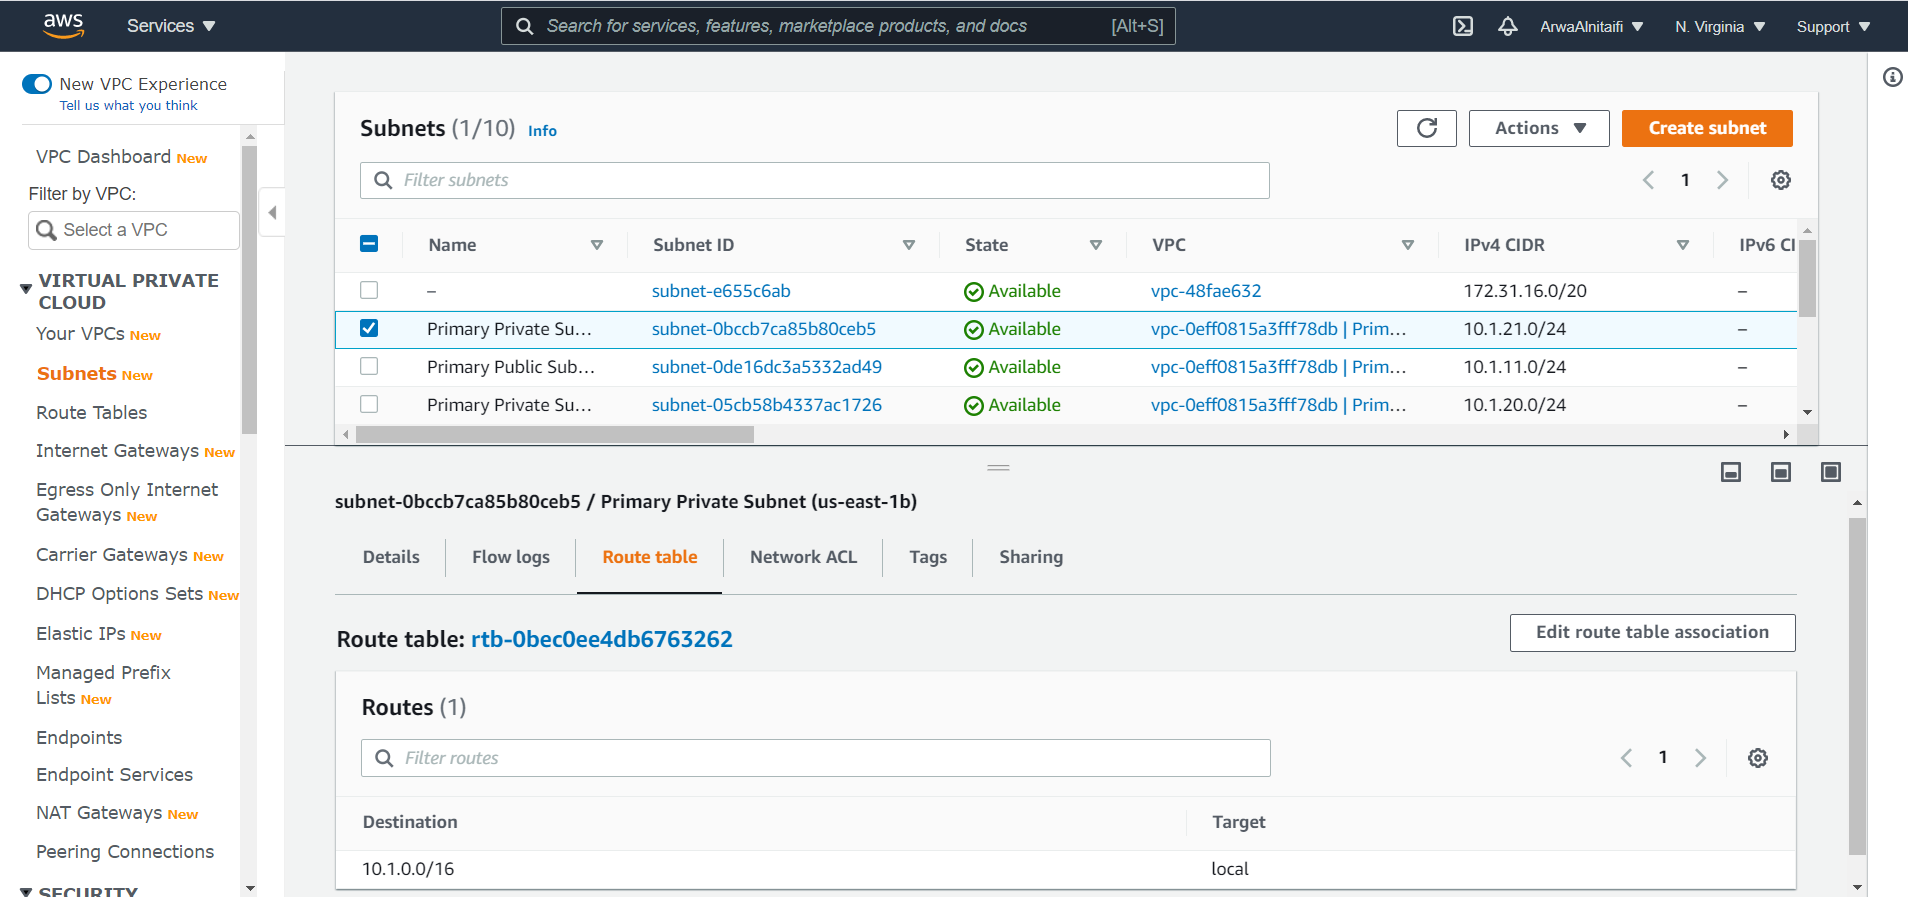 aws Services Search for services, features, marketplace products, and docs [Alt+S] ArwaAlnitaifi N. Virginia Support
New VPC Experience
Tell us what you think
VPC Dashboard New
Filter by VPC:
Select a VPC
VIRTUAL PRIVATE
CLOUD
Your VPCs New
Subnets New
Route Tables
Internet Gateways New
Egress Only Internet
Gateways New
Carrier Gateways New
DHCP Options Sets New
Elastic IPs New
Managed Prefix
Lists New
Endpoints
Endpoint Services
NAT Gateways New
Peering Connections
SECURITY
Subnets (1/10) Info Actions Create subnet
Filter subnets 1
Name Subnet ID State VPC IPv4 CIDR IPv6 CI
– subnet-e655c6ab Available vpc-48fae632 172.31.16.0/20 –
Primary Private Su... subnet-0bccb7ca85b80ceb5 Available vpc-0eff0815a3fff78db | Prim... 10.1.21.0/24 –
Primary Public Sub... subnet-0de16dc3a5332ad49 Available vpc-0eff0815a3fff78db | Prim... 10.1.11.0/24 –
Primary Private Su... subnet-05cb58b4337ac1726 Available vpc-0eff0815a3fff78db | Prim... 10.1.20.0/24 –
subnet-0bccb7ca85b80ceb5 / Primary Private Subnet (us-east-1b)
Details Flow logs Route table Network ACL Tags Sharing
Route table: rtb-0bec0ee4db6763262 Edit route table association
Routes (1)
Filter routes 1
Destination Target
10.1.0.0/16 local